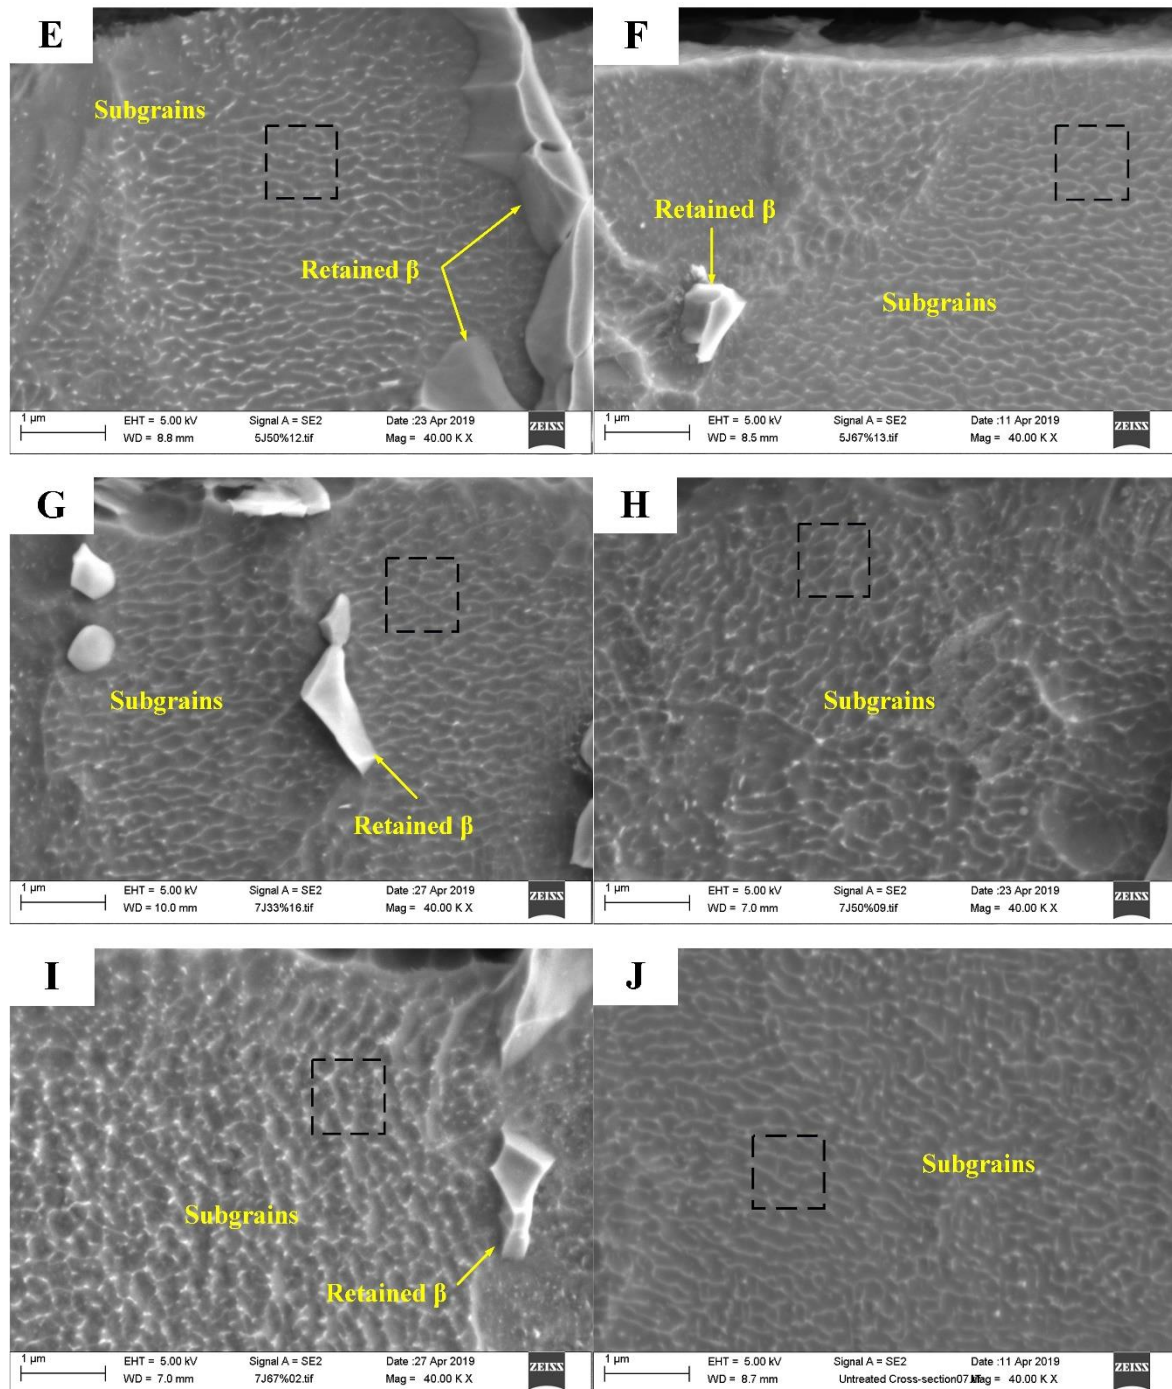 E
Subgrains
Retained β
1 µm
EHT = 5.00 kV Signal A = SE2 Date :23 Apr 2019
WD = 8.8 mm 5J50%12.tif Mag = 40.00 K X
ZEISS
F
Retained β
Subgrains
1 µm
EHT = 5.00 kV Signal A = SE2 Date :11 Apr 2019
WD = 8.5 mm 5J67%13.tif Mag = 40.00 K X
ZEISS
G
Subgrains
Retained β
1 µm
EHT = 5.00 kV Signal A = SE2 Date :27 Apr 2019
WD = 10.0 mm 7J33%16.tif Mag = 40.00 K X
ZEISS
H
Subgrains
1 µm
EHT = 5.00 kV Signal A = SE2 Date :23 Apr 2019
WD = 7.0 mm 7J50%09.tif Mag = 40.00 K X
ZEISS
I
Subgrains
Retained β
1 µm
EHT = 5.00 kV Signal A = SE2 Date :27 Apr 2019
WD = 7.0 mm 7J67%02.tif Mag = 40.00 K X
ZEISS
J
Subgrains
1 µm
EHT = 5.00 kV Signal A = SE2 Date :11 Apr 2019
WD = 8.7 mm Untreated Cross-section07 = 40.00 K X
ZEISS